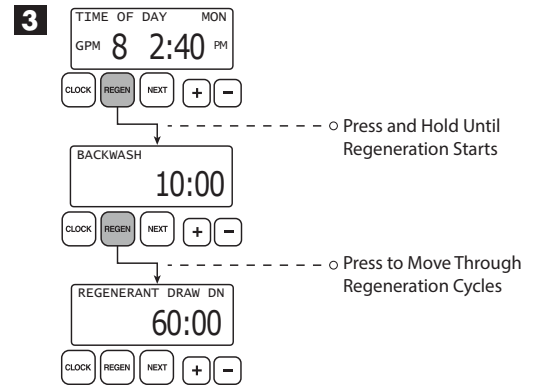 3
TIME OF DAY MON
GPM 8 2:40 PM
CLOCK REGEN NEXT + −
Press and Hold Until
Regeneration Starts
BACKWASH
10:00
CLOCK REGEN NEXT + −
Press to Move Through
Regeneration Cycles
REGENERANT DRAW DN
60:00
CLOCK REGEN NEXT + −